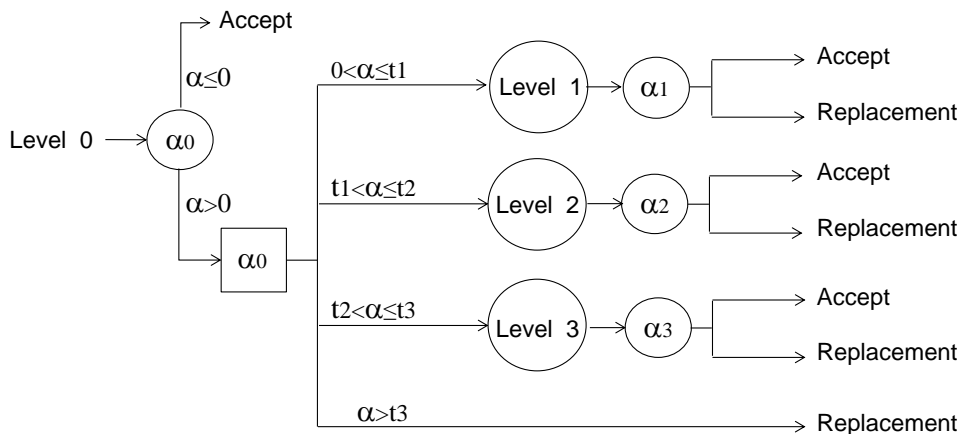 Accept
α≤0
Level 0
α0
α>0
α0
0<α≤t1
Level 1
α1
Accept
Replacement
t1<α≤t2
Level 2
α2
Accept
Replacement
t2<α≤t3
Level 3
α3
Accept
Replacement
α>t3
Replacement